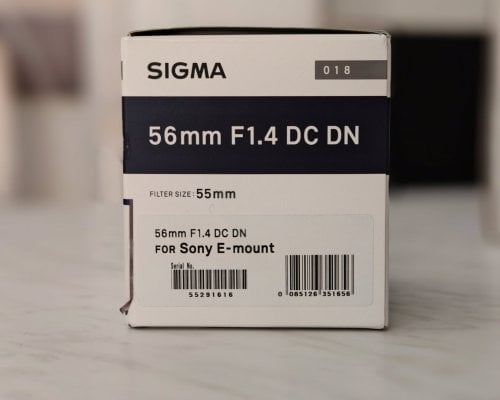 SIGMA
018
56mm F1.4 DC DN
FILTER SIZE: 55mm
56mm F1.4 DC DN
FOR Sony E-mount
Serial No.
55291616
0 085126 351656